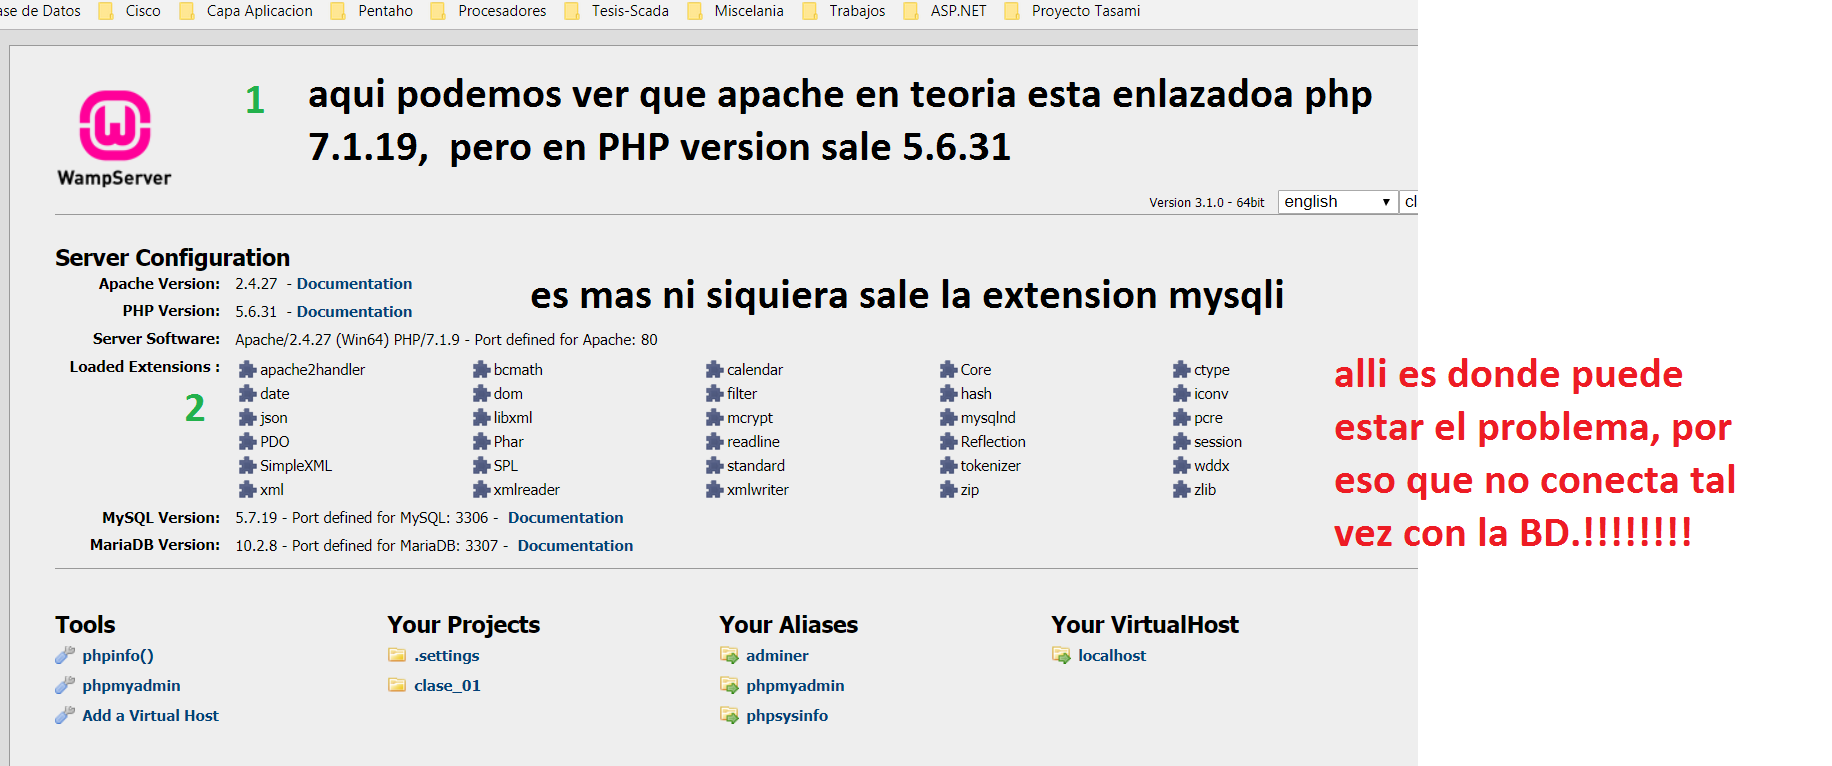 ase de Datos Cisco Capa Aplicacion Pentaho Procesadores Tesis-Scada Miscelania Trabajos ASP.NET Proyecto Tasami
1 aqui podemos ver que apache en teoria esta enlazadoa php
7.1.19, pero en PHP version sale 5.6.31
W
WampServer
Version 3.1.0 - 64bit english cl
Server Configuration
Apache Version: 2.4.27 - Documentation
es mas ni siquiera sale la extension mysqli
PHP Version: 5.6.31 - Documentation
Server Software: Apache/2.4.27 (Win64) PHP/7.1.9 - Port defined for Apache: 80
Loaded Extensions : apache2handler bcmath calendar Core ctype
date dom filter hash iconv
2 json libxml mcrypt mysqlnd pcre
PDO Phar readline Reflection session
SimpleXML SPL standard tokenizer wddx
xml xmlreader xmlwriter zip zlib
alli es donde puede
estar el problema, por
eso que no conecta tal
vez con la BD.!!!!!!!!
MySQL Version: 5.7.19 - Port defined for MySQL: 3306 - Documentation
MariaDB Version: 10.2.8 - Port defined for MariaDB: 3307 - Documentation
Tools Your Projects Your Aliases Your VirtualHost
phpinfo() .settings adminer localhost
phpmyadmin clase_01 phpmyadmin
Add a Virtual Host phpsysinfo